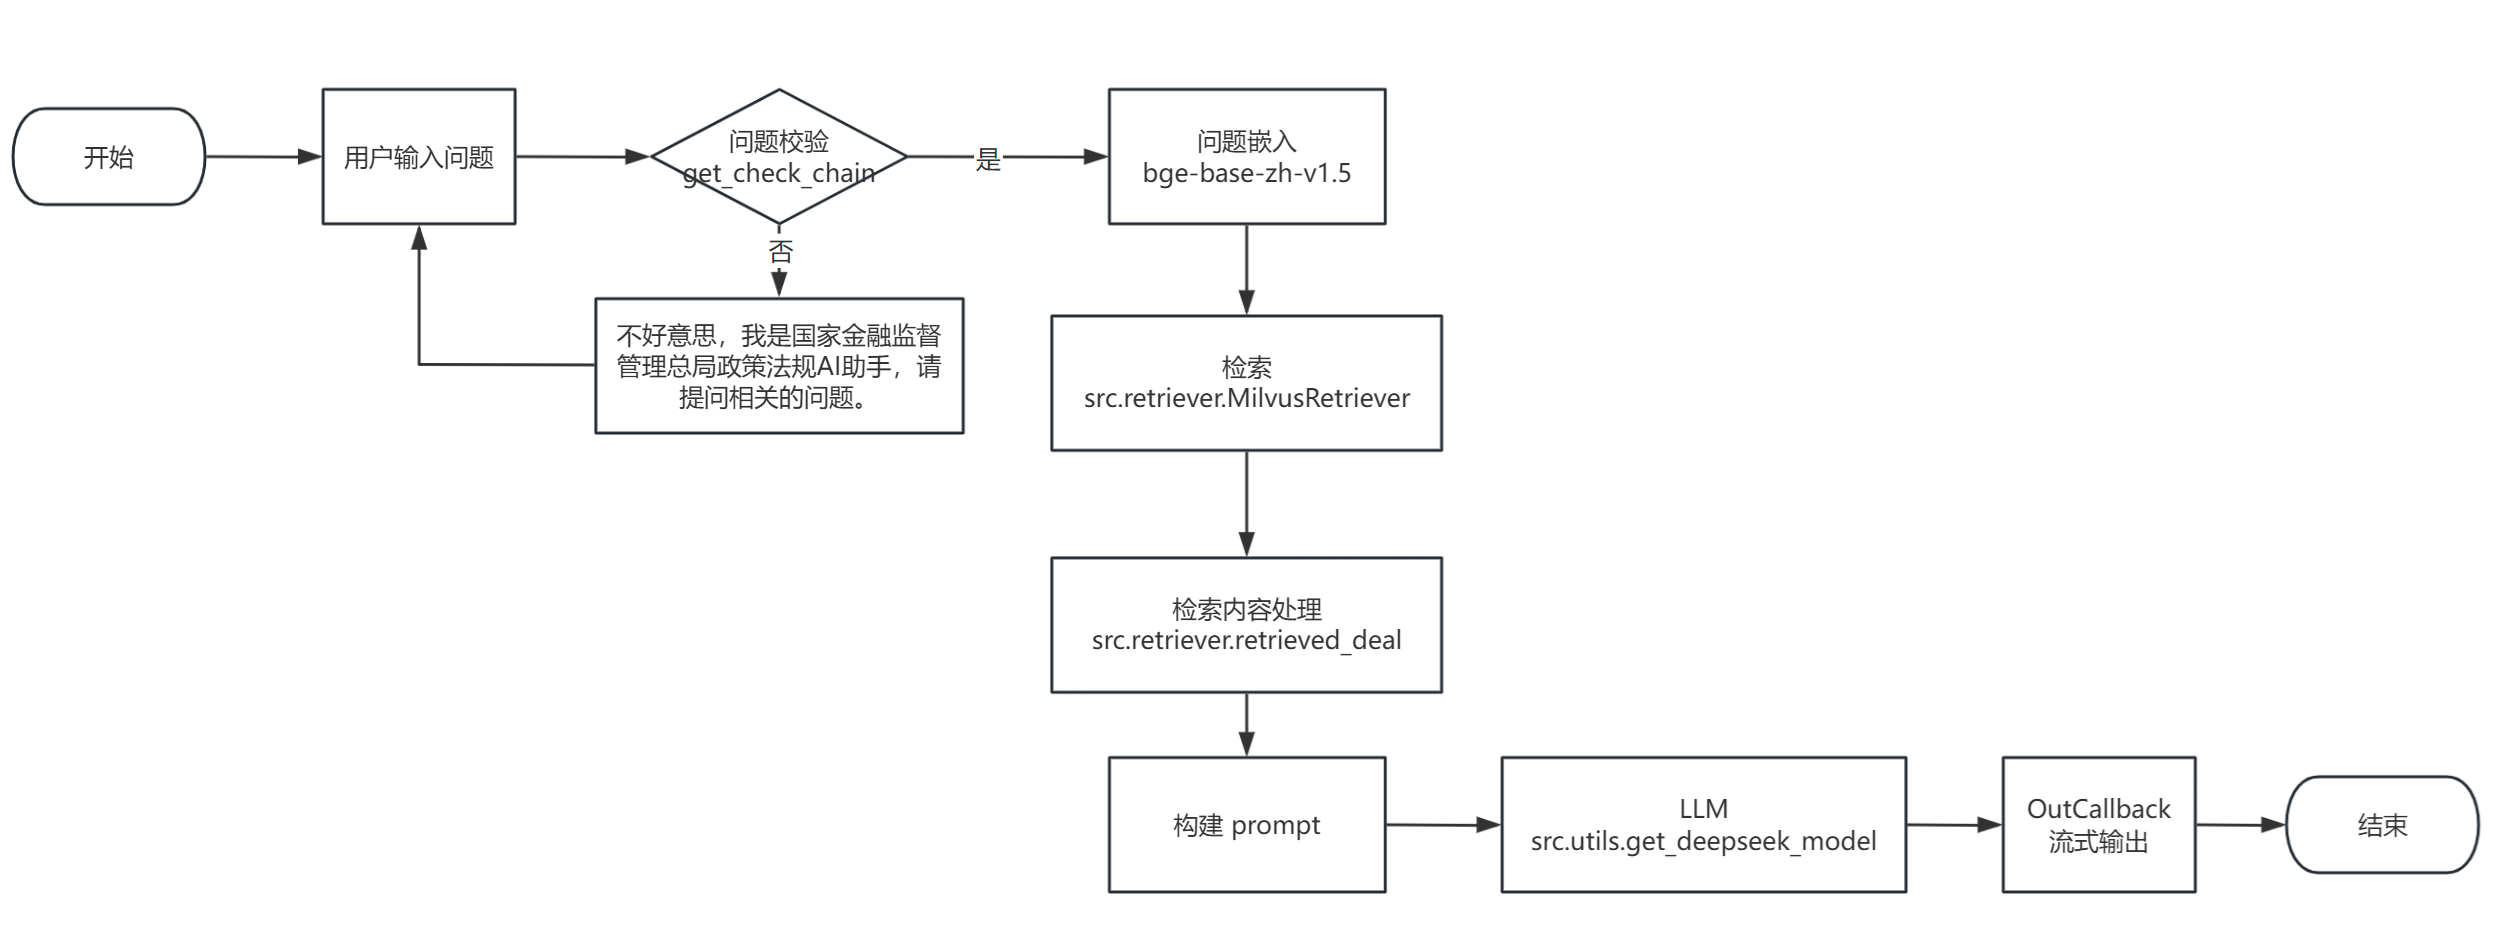 开始
用户输入问题
问题校验
get_check_chain
是
问题嵌入
bge-base-zh-v1.5
否
不好意思，我是国家金融监督
管理总局政策法规AI助手，请
提问相关的问题。
检索
src.retriever.MilvusRetriever
检索内容处理
src.retriever.retrieved_deal
构建 prompt
LLM
src.utils.get_deepseek_model
OutCallback
流式输出
结束